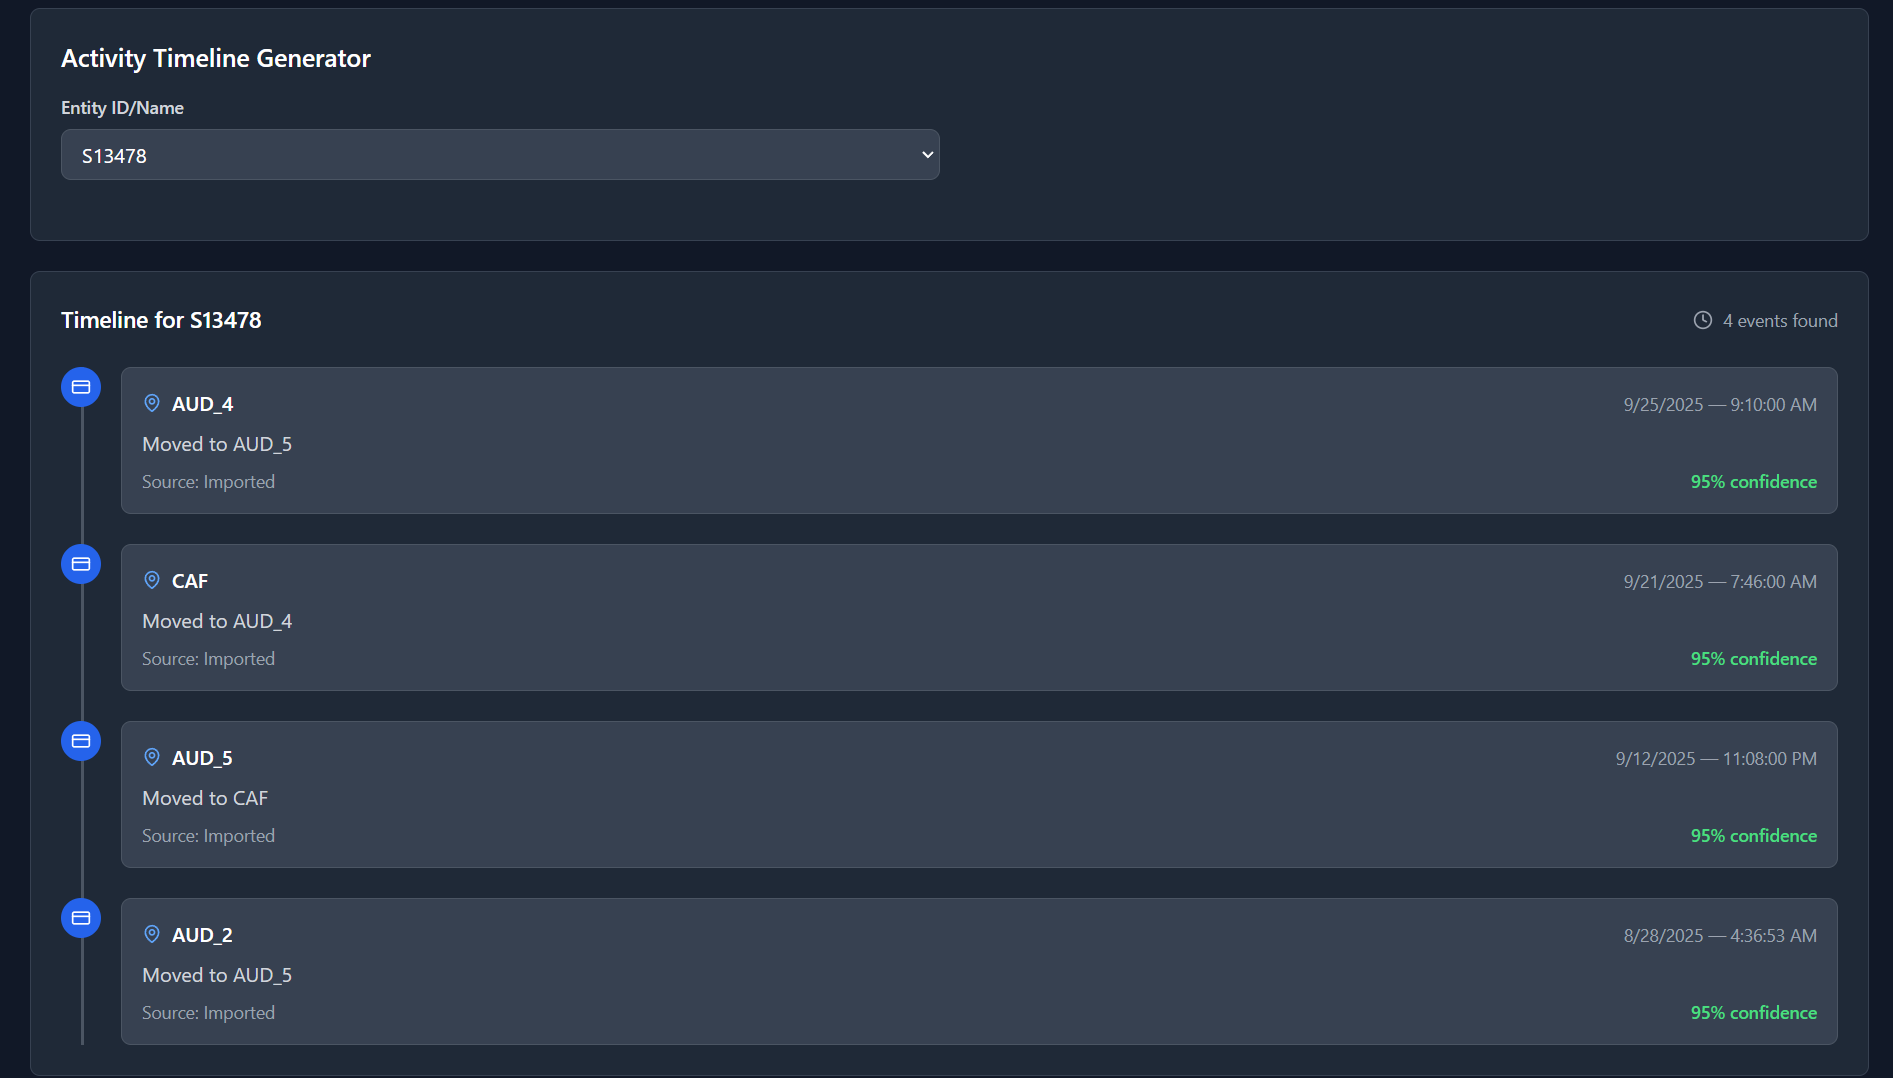 Activity Timeline Generator
Entity ID/Name
S13478
Timeline for S13478
4 events found
AUD_4
9/25/2025 — 9:10:00 AM
Moved to AUD_5
Source: Imported
95% confidence
CAF
9/21/2025 — 7:46:00 AM
Moved to AUD_4
Source: Imported
95% confidence
AUD_5
9/12/2025 — 11:08:00 PM
Moved to CAF
Source: Imported
95% confidence
AUD_2
8/28/2025 — 4:36:53 AM
Moved to AUD_5
Source: Imported
95% confidence